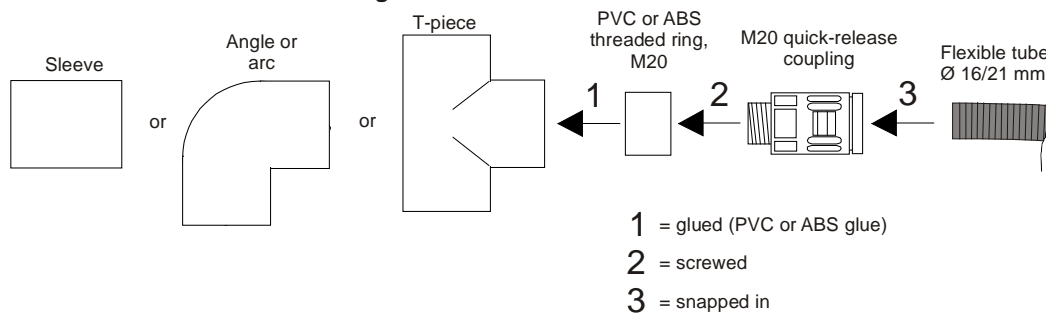 T-piece
PVC or ABS
threaded ring,
M20
M20 quick-release
coupling
Flexible tube
Ø 16/21 mm
Angle or
arc
Sleeve
or
or
1
2
3
1 = glued (PVC or ABS glue)
2 = screwed
3 = snapped in